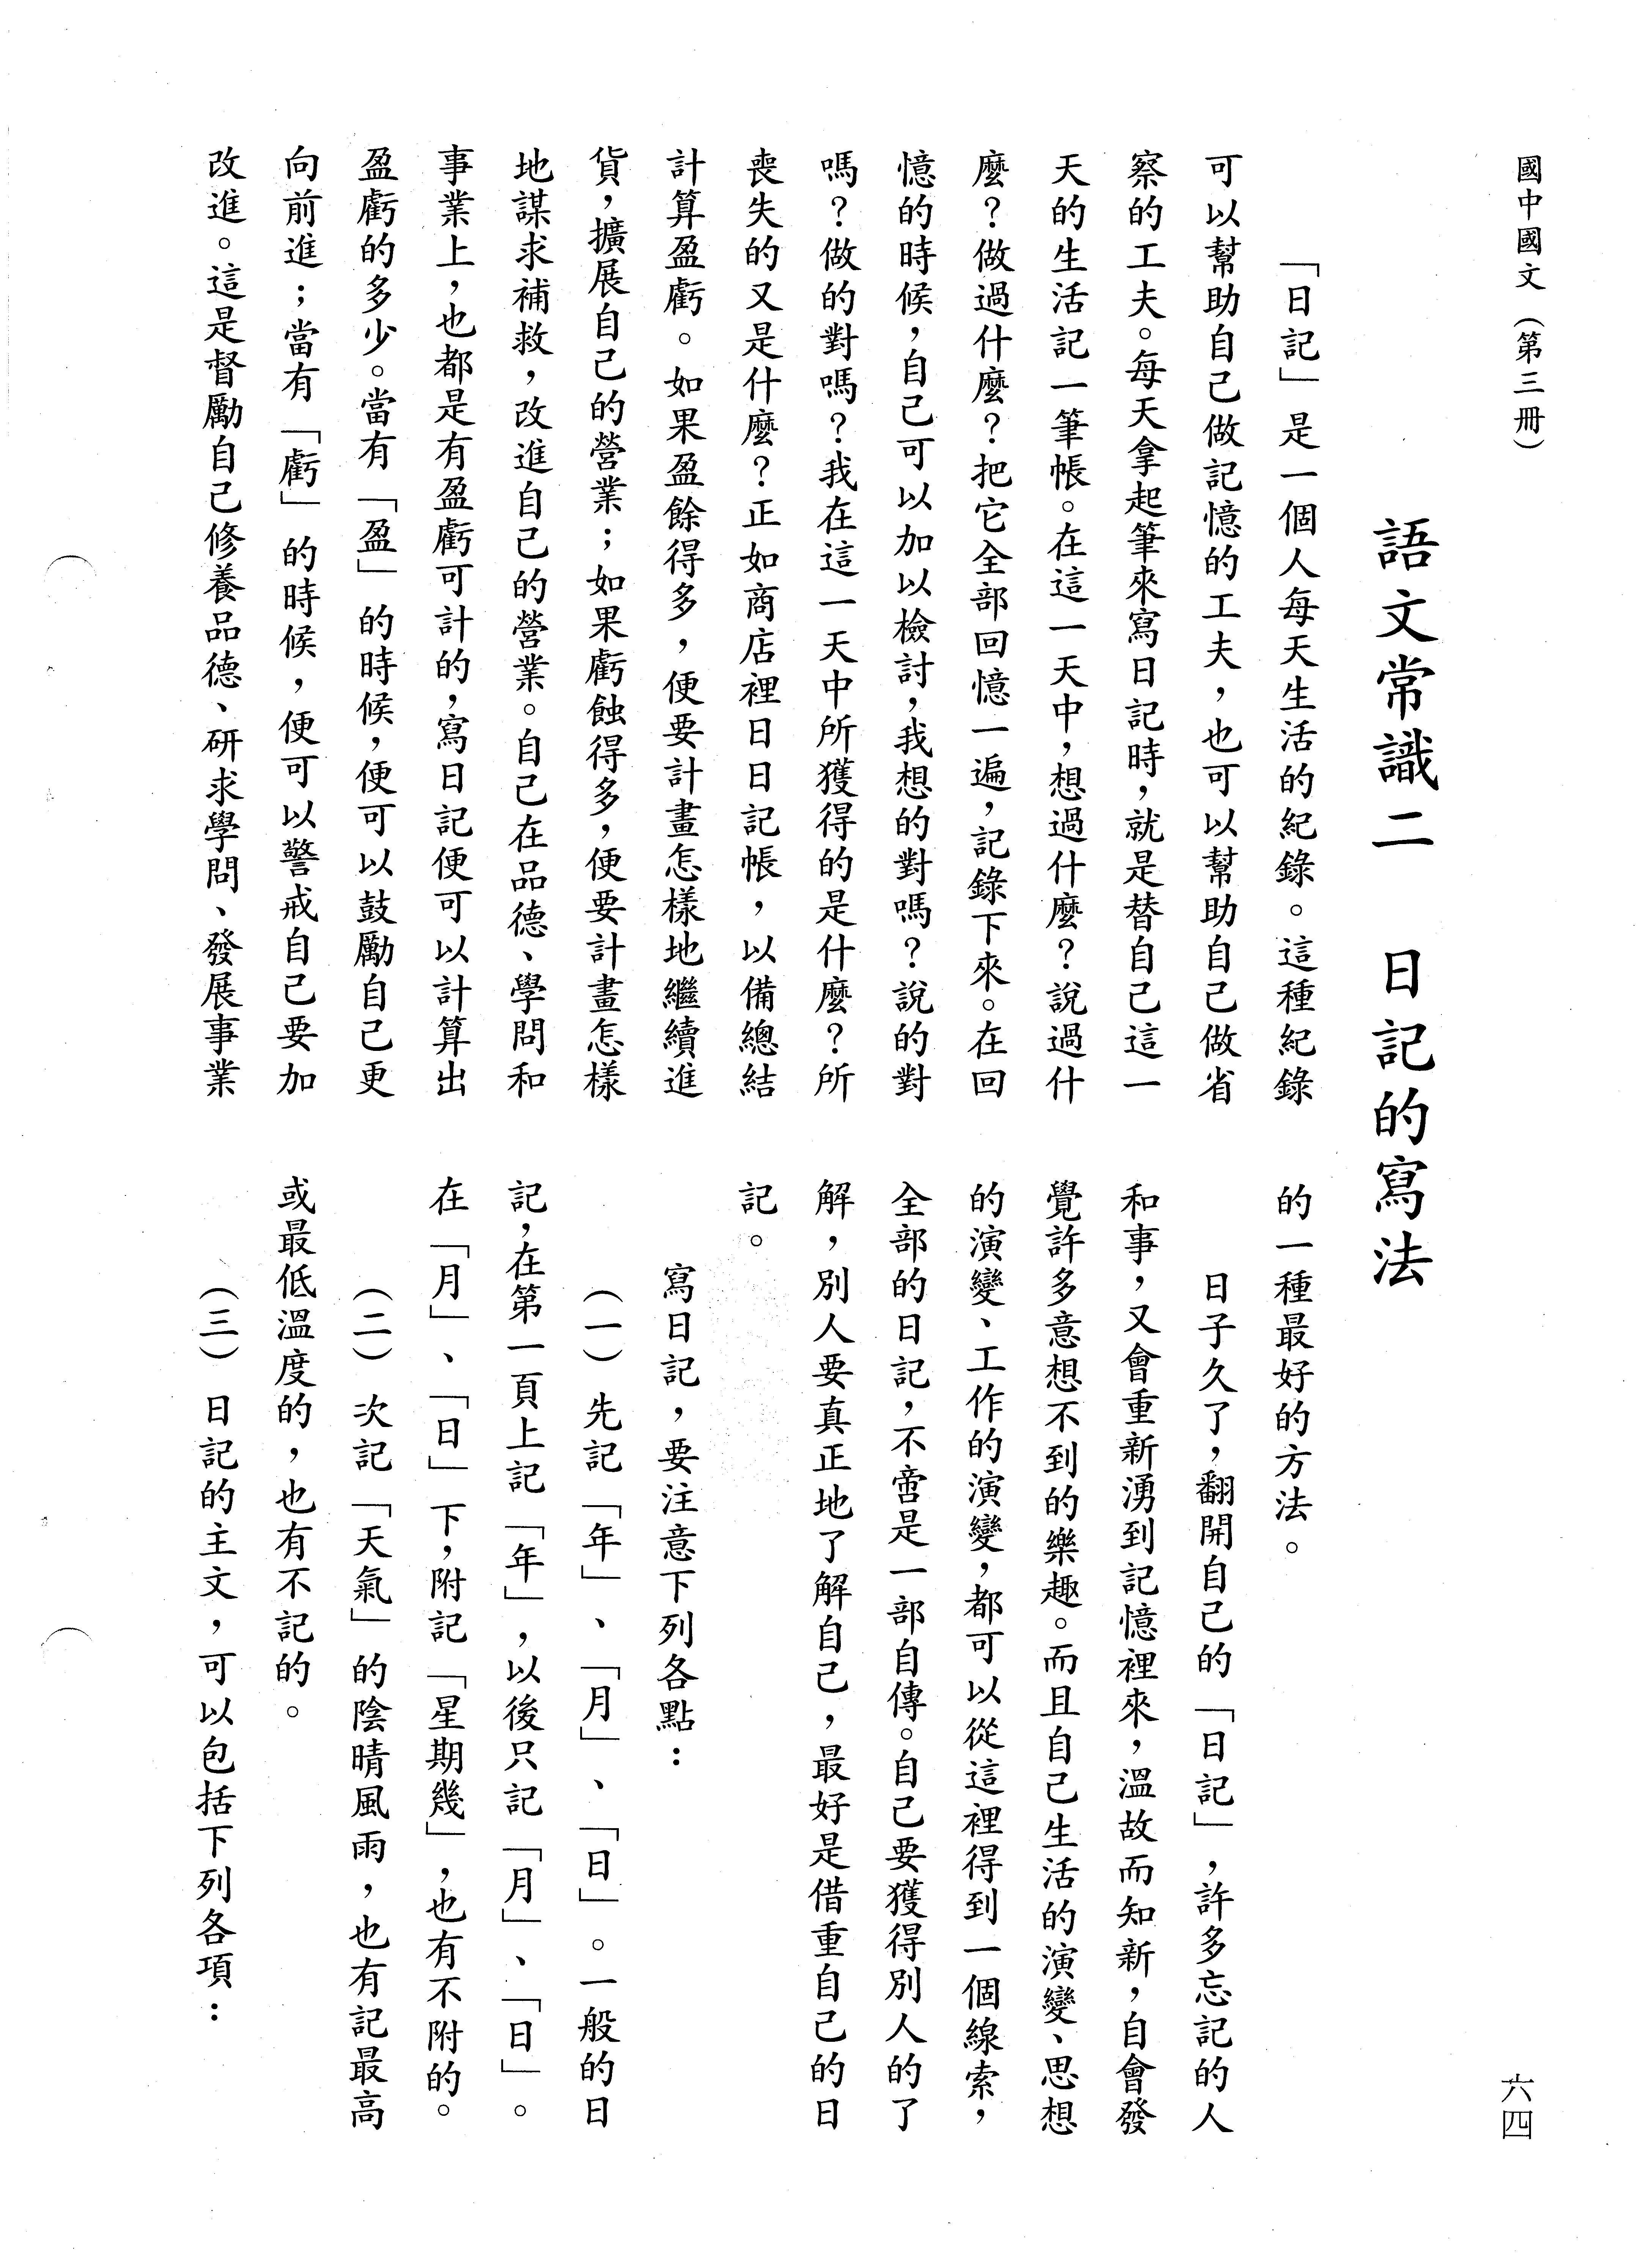 國中國文（第三冊）
六四
語文常識二　日記的寫法
「日記」是一個人每天生活的紀錄。這種紀錄
可以幫助自己做記憶的工夫，也可以幫助自己做省
察的工夫。每天拿起筆來寫日記時，就是替自己這一
天的生活記一筆帳。在這一天中，想過什麼？說過什
麼？做過什麼？把它全部回憶一遍，記錄下來。在回
憶的時候，自己可以加以檢討，我想的對嗎？說的對
嗎？做的對嗎？我在這一天中所獲得的是什麼？所
喪失的又是什麼？正如商店裡日日記帳，以備總結
計算盈虧。如果盈餘得多，便要計畫怎樣地繼續進
貨，擴展自己的營業；如果虧蝕得多，便要計畫怎樣
地謀求補救，改進自己的營業。自己在品德、學問和
事業上，也都是有盈虧可計的，寫日記便可以計算出
盈虧的多少。當有「盈」的時候，便可以鼓勵自己更
向前進；當有「虧」的時候，便可以警戒自己要加
改進。這是督勵自己修養品德、研求學問、發展事業
的一種最好的方法。
日子久了，翻開自己的「日記」，許多忘記的人
和事，又會重新湧到記憶裡來，溫故而知新，自會發
覺許多意想不到的樂趣。而且自己生活的演變、思想
的演變、工作的演變，都可以從這裡得到一個線索，
全部的日記，不啻是一部自傳。自己要獲得別人的了
解，別人要真正地了解自己，最好是借重自己的日
記。
寫日記，要注意下列各點：
（一）先記「年」、「月」、「日」。一般的日
記，在第一頁上記「年」，以後只記「月」、「日」。
在「月」、「日」下，附記「星期幾」，也有不附的。
（二）次記「天氣」的陰晴風雨，也有記最高
或最低溫度的，也有不記的。
（三）日記的主文，可以包括下列各項：